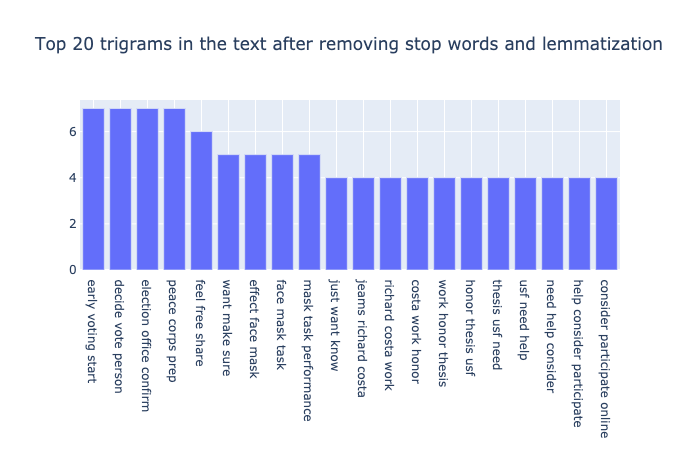 Top 20 trigrams in the text after removing stop words and lemmatization
6
4
2
0
early voting start
decide vote person
election office confirm
peace corps prep
feel free share
want make sure
effect face mask
face mask task
mask task performance
just want know
jeams richard costa
richard costa work
costa work honor
work honor thesis
honor thesis usf
thesis usf need
usf need help
need help consider
help consider participate
consider participate online